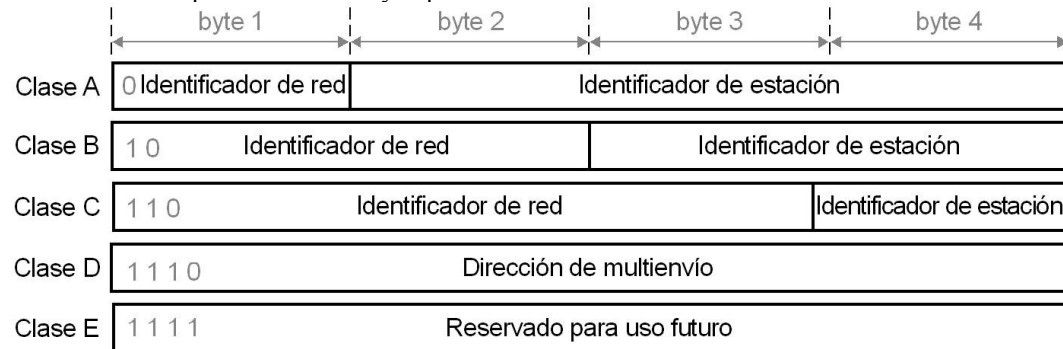 byte 1 byte 2 byte 3 byte 4
Clase A 0 Identificador de red Identificador de estación
Clase B 1 0 Identificador de red Identificador de estación
Clase C 1 1 0 Identificador de red Identificador de estación
Clase D 1 1 1 0 Dirección de multienvío
Clase E 1 1 1 1 Reservado para uso futuro